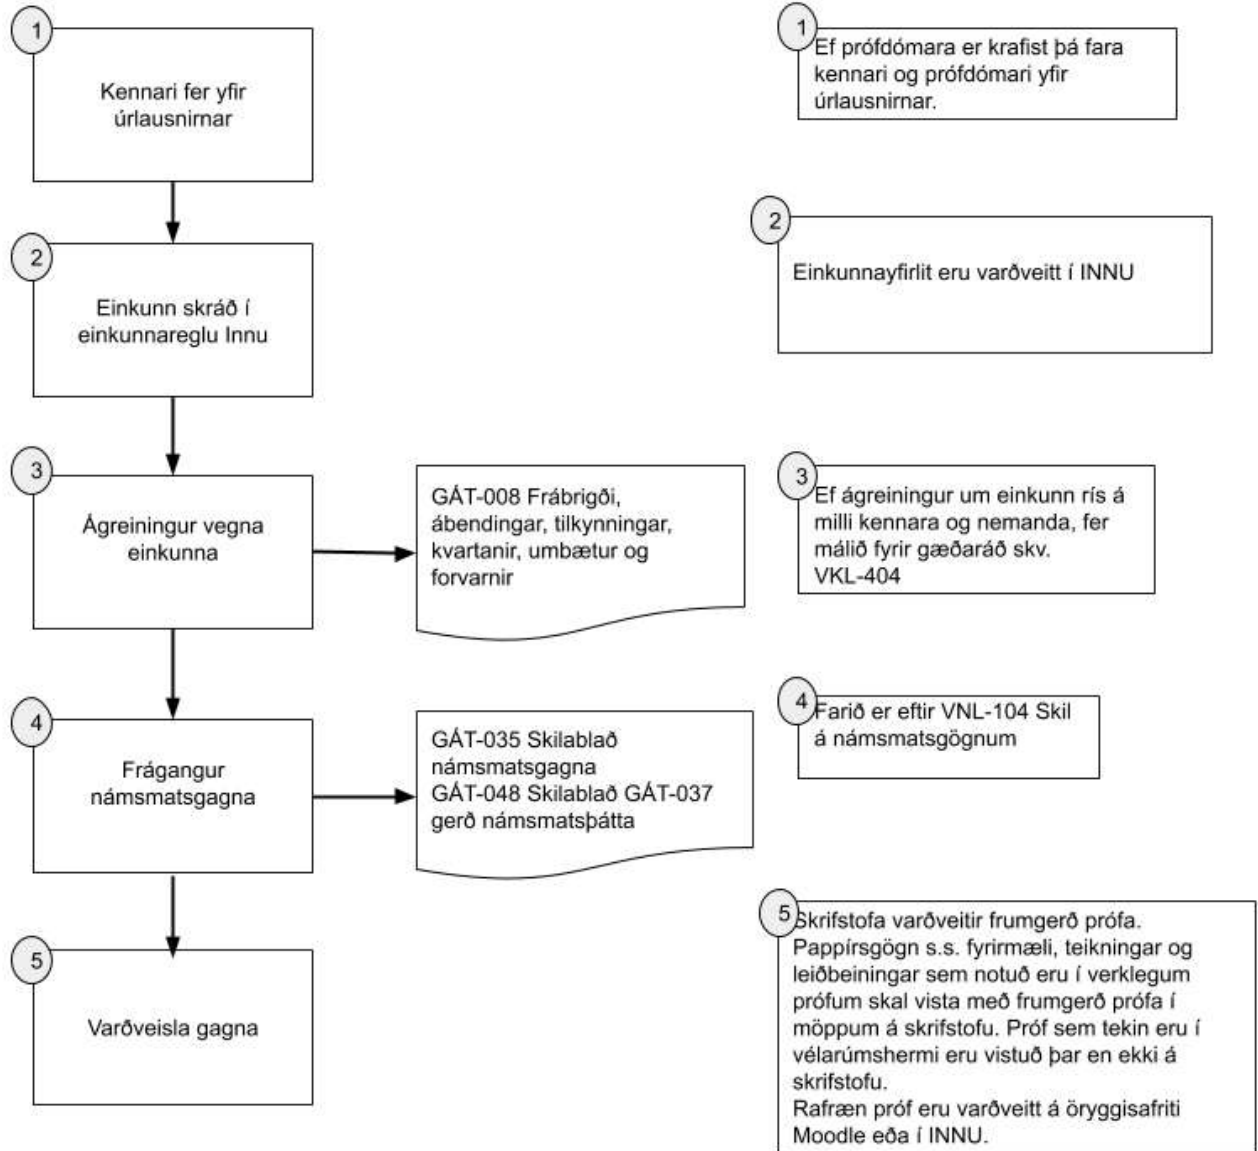 1
Kennari fer yfir
úrlausnirnar
2
Einkunn skráð í
einkunnareglu Innu
3
Ágreiningur vegna
einkunna
GÁT-008 Frábrigði,
ábendingar, tilkynningar,
kvartanir, umbætur og
forvarnir
4
Frágangur
námsmatsgagna
GÁT-035 Skilablað
námsmatsgagna
GÁT-048 Skilablað GÁT-037
gerð námsmatsþátta
5
Varðveisla gagna
1
Ef prófdómara er krafist þá fara
kennari og prófdómari yfir
úrlausnirnar.
2
Einkunnayfirlit eru varðveitt í INNU
3
Ef ágreiningur um einkunn rís á
milli kennara og nemanda, fer
málið fyrir gæðaráð skv.
VKL-404
4
Farið er eftir VNL-104 Skil
á námsmatsgögnum
5
Skrifstofa varðveitir frumgerð prófa.
Pappírsgögn s.s. fyrirmæli, teikningar og
leiðbeiningar sem notuð eru í verklegum
prófum skal vista með frumgerð prófa í
möppum á skrifstofu. Próf sem tekin eru í
vélarúmshermi eru vistuð þar en ekki á
skrifstofu.
Rafræn próf eru varðveitt á öryggisafriti
Moodle eða í INNU.